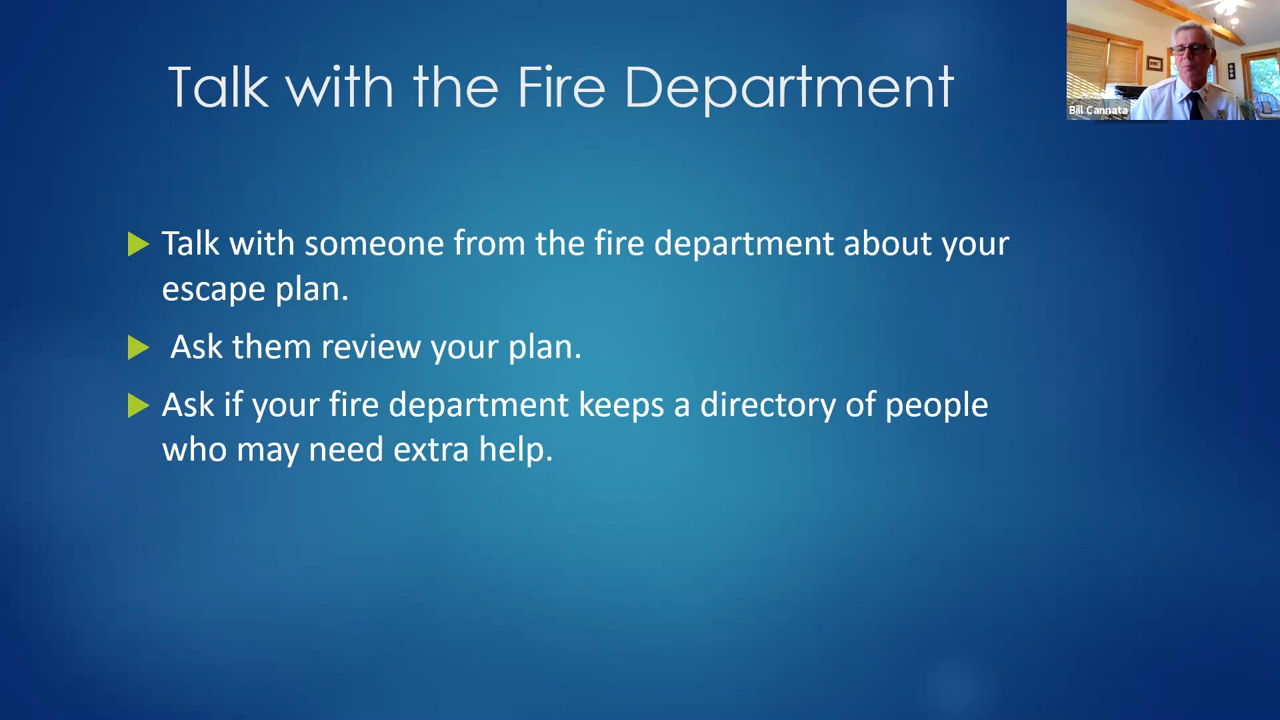 Talk with the Fire Department
Bill Cannata
Talk with someone from the fire department about your
escape plan.
Ask them review your plan.
Ask if your fire department keeps a directory of people
who may need extra help.